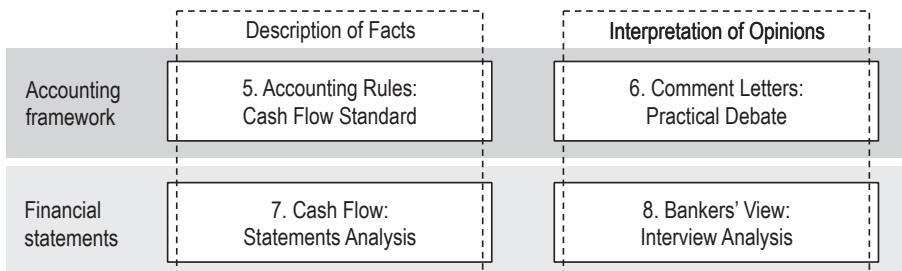 Description of Facts
Interpretation of Opinions
Accounting
framework
5. Accounting Rules:
Cash Flow Standard
6. Comment Letters:
Practical Debate
Financial
statements
7. Cash Flow:
Statements Analysis
8. Bankers' View:
Interview Analysis